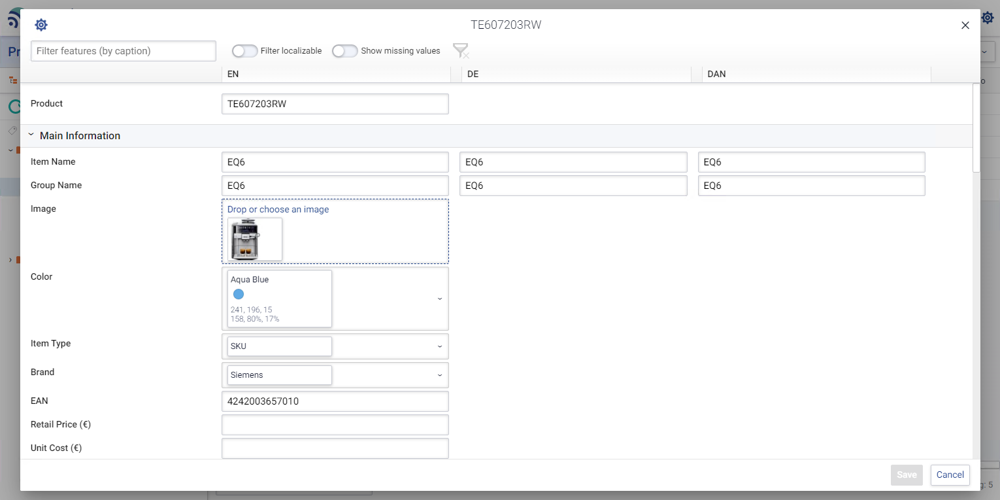 TE607203RW
Filter features (by caption)
Filter localizable
Show missing values
EN
DE
DAN
Product
TE607203RW
Main Information
Item Name
EQ6
EQ6
EQ6
Group Name
EQ6
EQ6
EQ6
Image
Drop or choose an image
Color
Aqua Blue
241, 196, 15
158, 80%, 17%
Item Type
SKU
Brand
Siemens
EAN
4242003657010
Retail Price (€)
Unit Cost (€)
Save
Cancel
Pr
g: 5